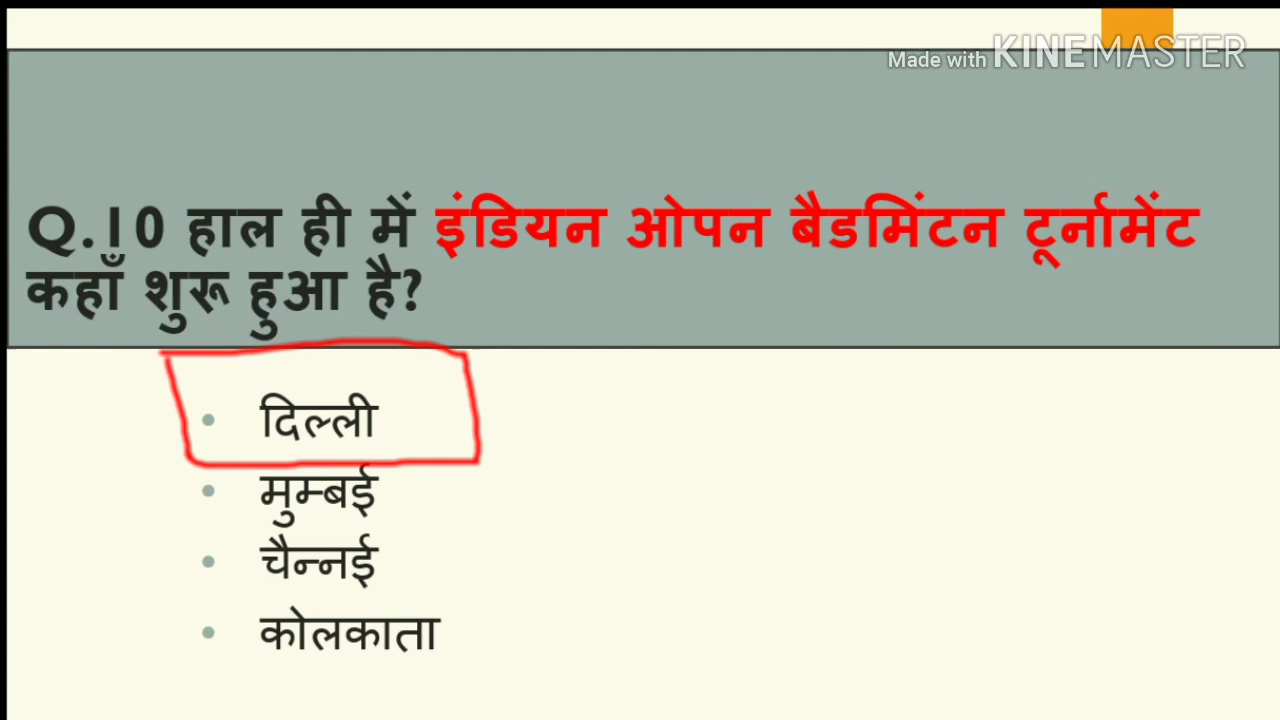 Made with KINEMASTER
Q.10 हाल ही में इंडियन ओपन बैडमिंटन टूर्नामेंट
कहाँ शुरू हुआ है?
• दिल्ली
• मुम्बई
• चैन्नई
• कोलकाता